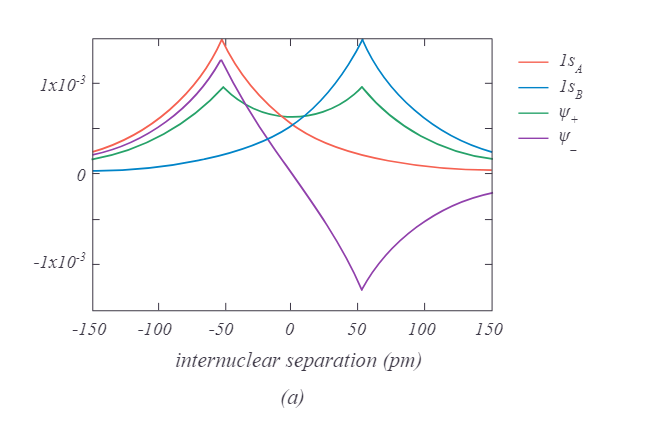 1x10⁻³
0
-1x10⁻³
-150 -100 -50 0 50 100 150
internuclear separation (pm)
(a)
1s_A
1s_B
ψ_+
ψ_-